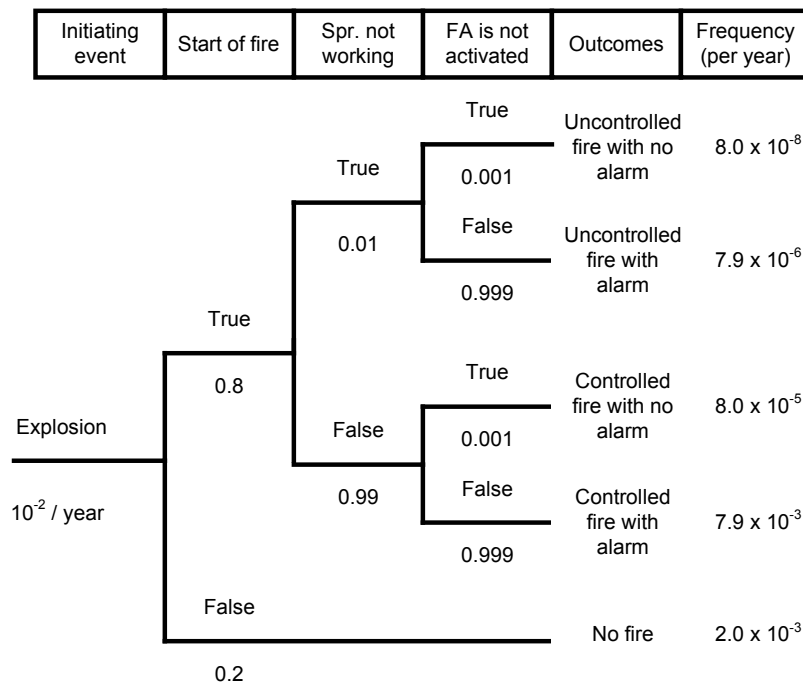 Initiating
event
Start of fire
Spr. not
working
FA is not
activated
Outcomes
Frequency
(per year)
True
Uncontrolled
fire with no
alarm
8.0 x 10⁻⁸
0.001
True
0.01
False
Uncontrolled
fire with
alarm
7.9 x 10⁻⁶
0.999
True
0.8
True
Controlled
fire with no
alarm
8.0 x 10⁻⁵
0.001
False
0.99
False
Controlled
fire with
alarm
7.9 x 10⁻³
0.999
Explosion
10⁻² / year
False
0.2
No fire
2.0 x 10⁻³